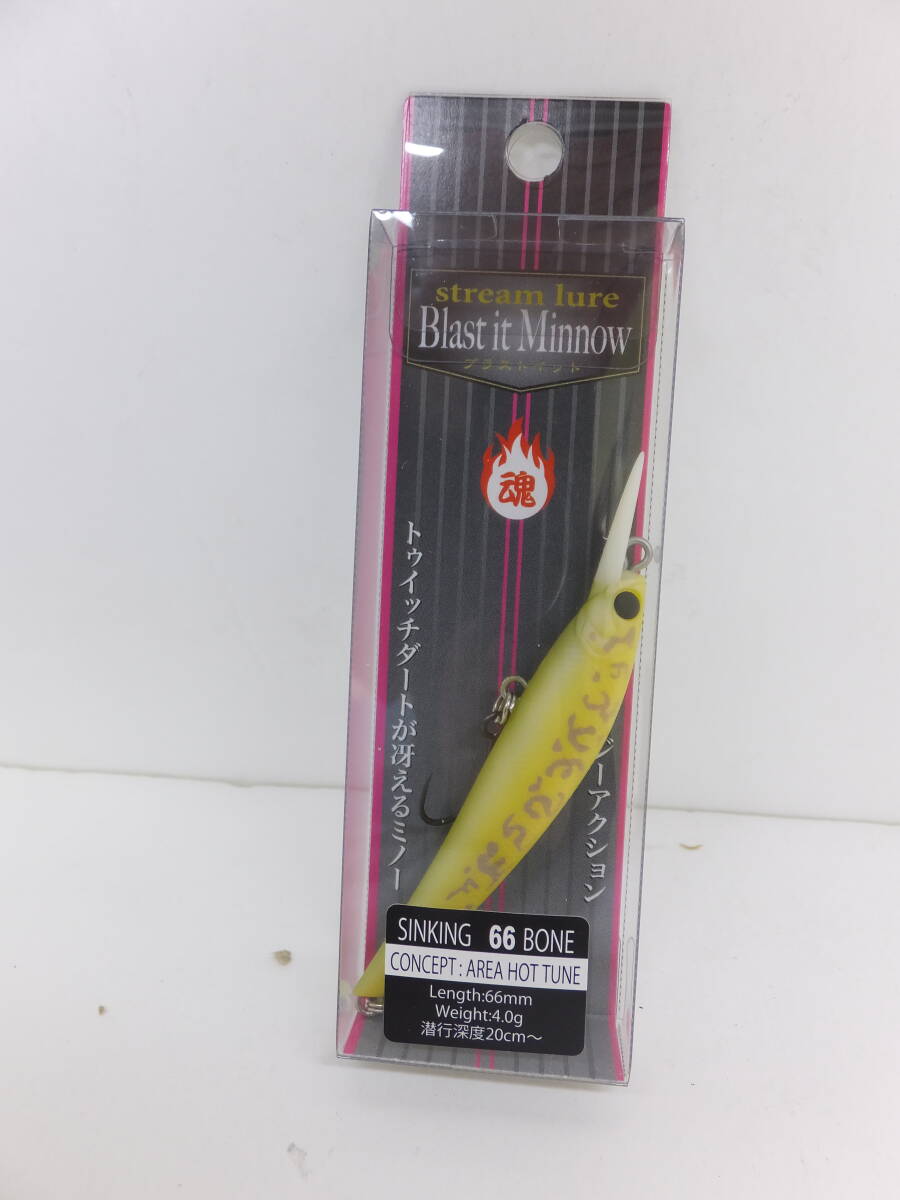 stream lure
Blast it Minnow
ブラストイット
魂
トゥイッチダートが冴えるミノー
ジーアクション
SINKING 66 BONE
CONCEPT : AREA HOT TUNE
Length:66mm
Weight:4.0g
潜行深度20cm～